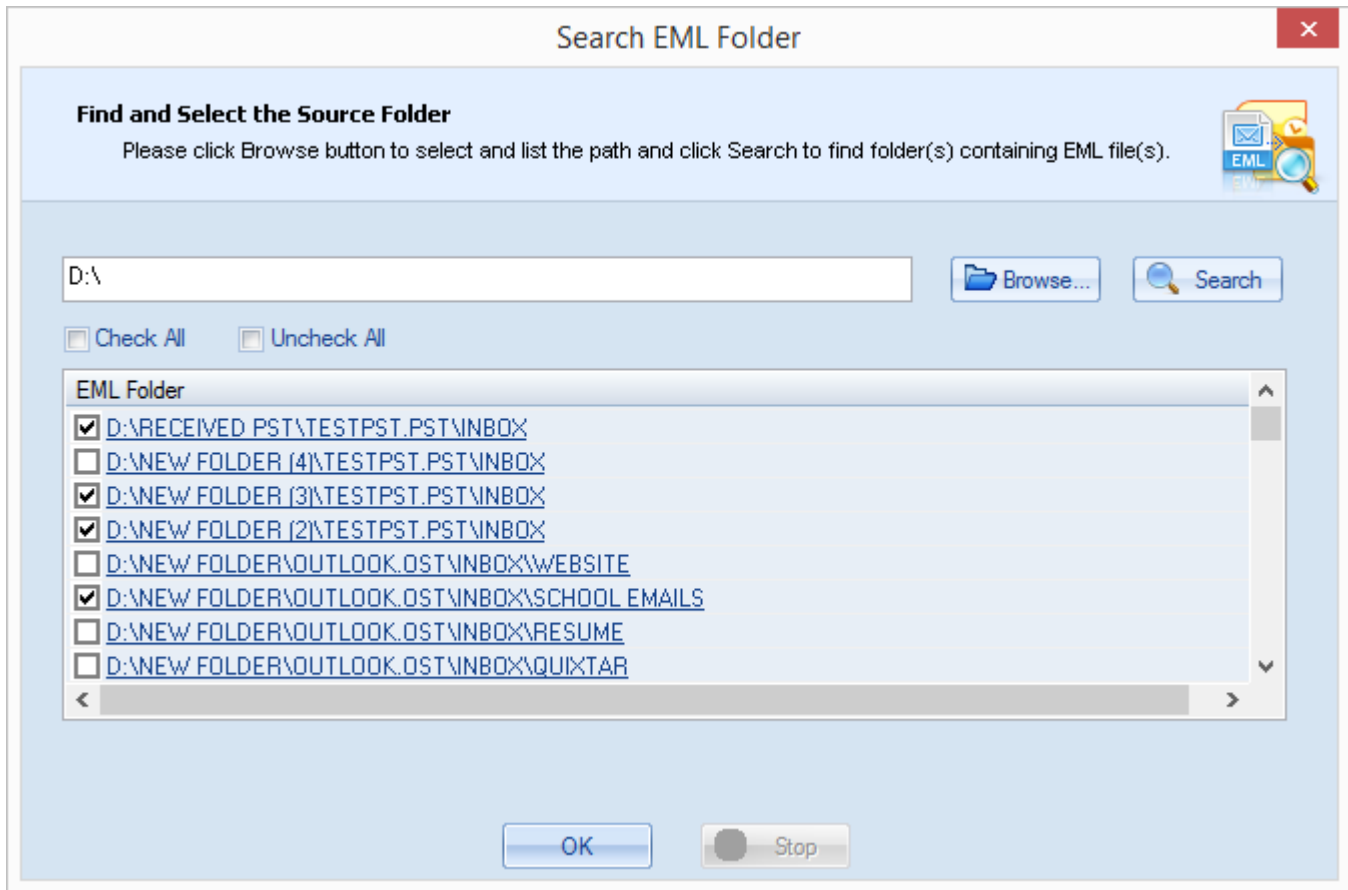 Search EML Folder
Find and Select the Source Folder
Please click Browse button to select and list the path and click Search to find folder(s) containing EML file(s).
EML
D:\
Browse...
Search
Check All
Uncheck All
EML Folder
D:\RECEIVED PST\TESTPST.PST\INBOX
D:\NEW FOLDER (4)\TESTPST.PST\INBOX
D:\NEW FOLDER (3)\TESTPST.PST\INBOX
D:\NEW FOLDER (2)\TESTPST.PST\INBOX
D:\NEW FOLDER\OUTLOOK.OST\INBOX\WEBSITE
D:\NEW FOLDER\OUTLOOK.OST\INBOX\SCHOOL EMAILS
D:\NEW FOLDER\OUTLOOK.OST\INBOX\RESUME
D:\NEW FOLDER\OUTLOOK.OST\INBOX\QUIXTAR
OK
Stop